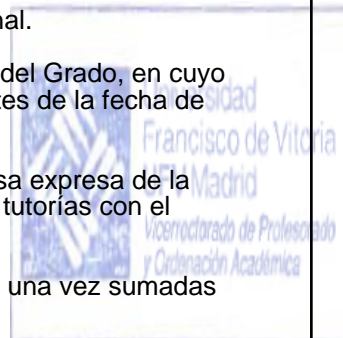 nal.
del Grado, en cuyo
tes de la fecha de
sa expresa de la
tutorías con el
una vez sumadas
Universidad
Francisco de Vitoria
UFV Madrid
Vicerrectorado de Profesorado
y Ordenación Académica